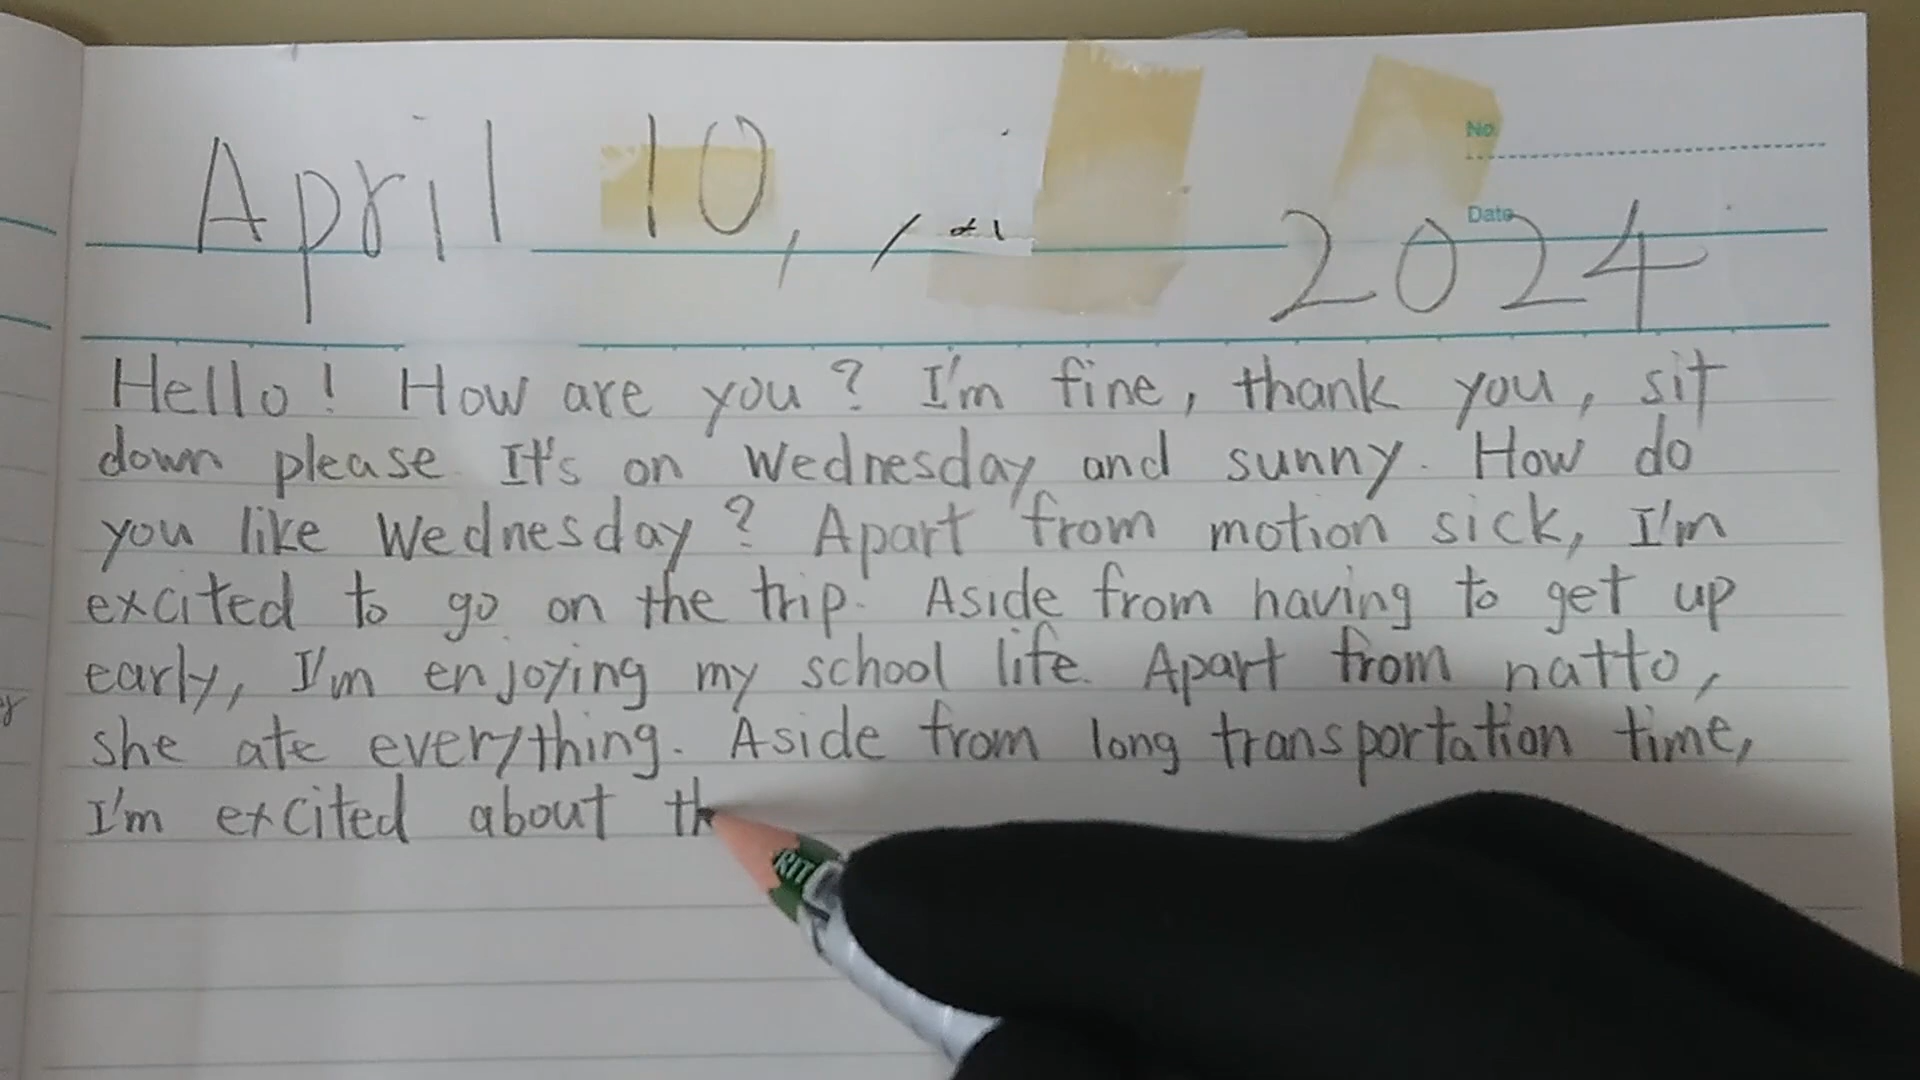 April 10, 2024
No.
Date
Hello! How are you? I'm fine, thank you, sit
down please. It's on Wednesday and sunny. How do
you like Wednesday? Apart from motion sick, I'm
excited to go on the trip. Aside from having to get up
early, I'm enjoying my school life. Apart from natto,
she ate everything. Aside from long transportation time,
I'm excited about th
RIT